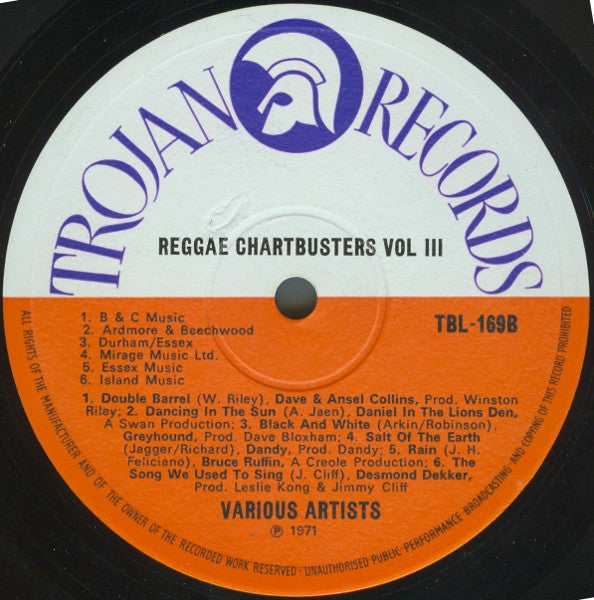 TROJAN RECORDS
REGGAE CHARTBUSTERS VOL III
TBL-169B
1. B & C Music
2. Ardmore & Beechwood
3. Durham/Essex
4. Mirage Music Ltd.
5. Essex Music
6. Island Music
1. Double Barrel (W. Riley), Dave & Ansel Collins, Prod. Winston
Riley; 2. Dancing In The Sun (A. Jaen), Daniel In The Lions Den,
A Swan Production; 3. Black And White (Arkin/Robinson),
Greyhound, Prod. Dave Bloxham; 4. Salt Of The Earth
(Jagger/Richard), Dandy, Prod. Dandy; 5. Rain (J. H.
Feliciano), Bruce Ruffin, A Creole Production; 6. The
Song We Used To Sing (J. Cliff), Desmond Dekker,
Prod. Leslie Kong & Jimmy Cliff
VARIOUS ARTISTS
Ⓟ 1971
ALL RIGHTS OF THE MANUFACTURER AND OF THE OWNER OF THE RECORDED WORK RESERVED - UNAUTHORISED PUBLIC PERFORMANCE BROADCASTING AND COPYING OF THIS RECORD PROHIBITED